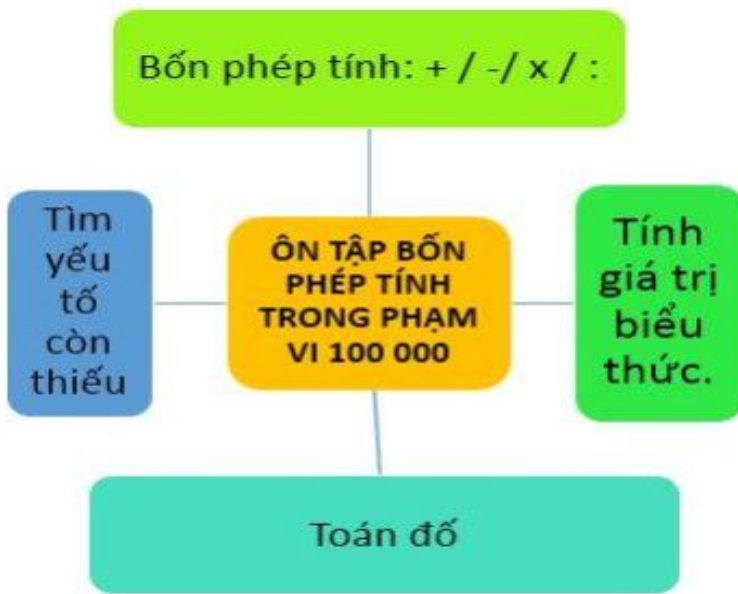 Bốn phép tính: + / -/ x / :
Tìm
yếu
tố
còn
thiếu
ÔN TẬP BỐN
PHÉP TÍNH
TRONG PHẠM
VI 100 000
Tính
giá trị
biểu
thức.
Toán đố